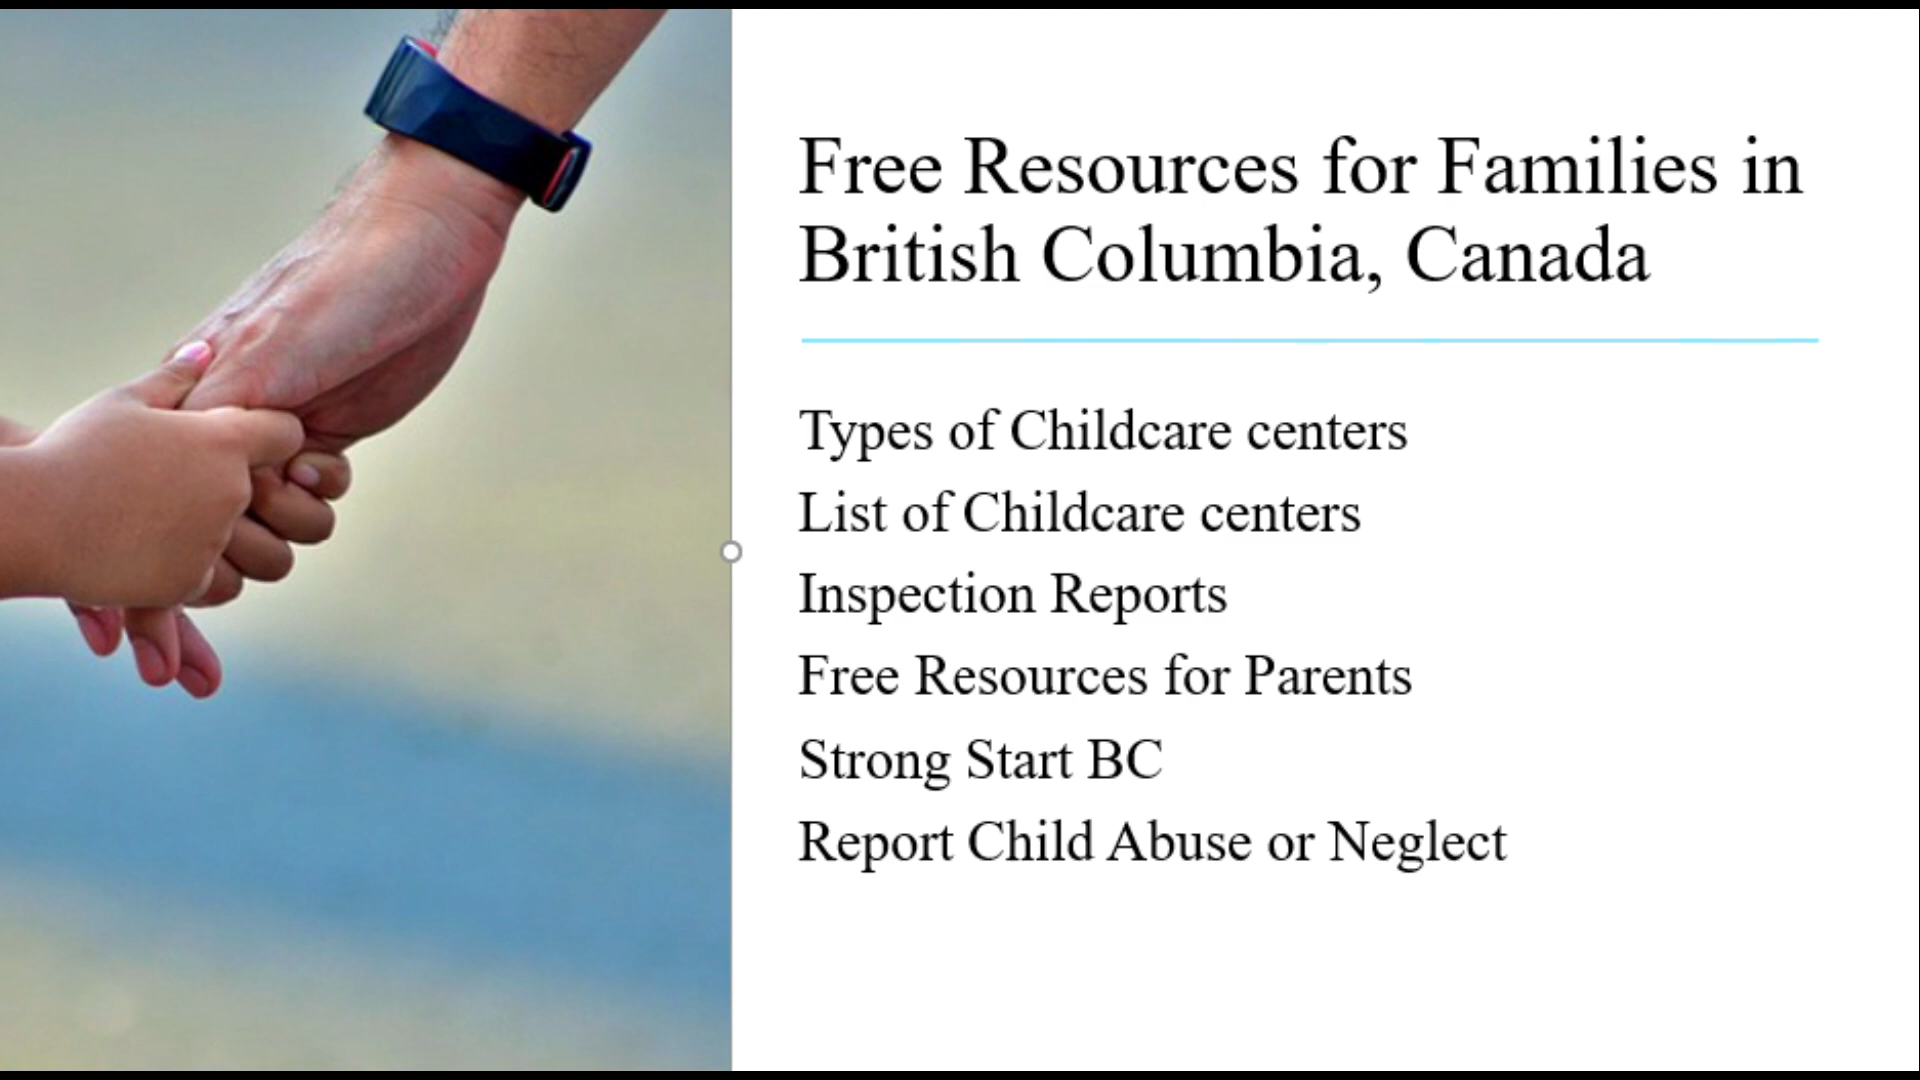 Free Resources for Families in
British Columbia, Canada
Types of Childcare centers
List of Childcare centers
Inspection Reports
Free Resources for Parents
Strong Start BC
Report Child Abuse or Neglect